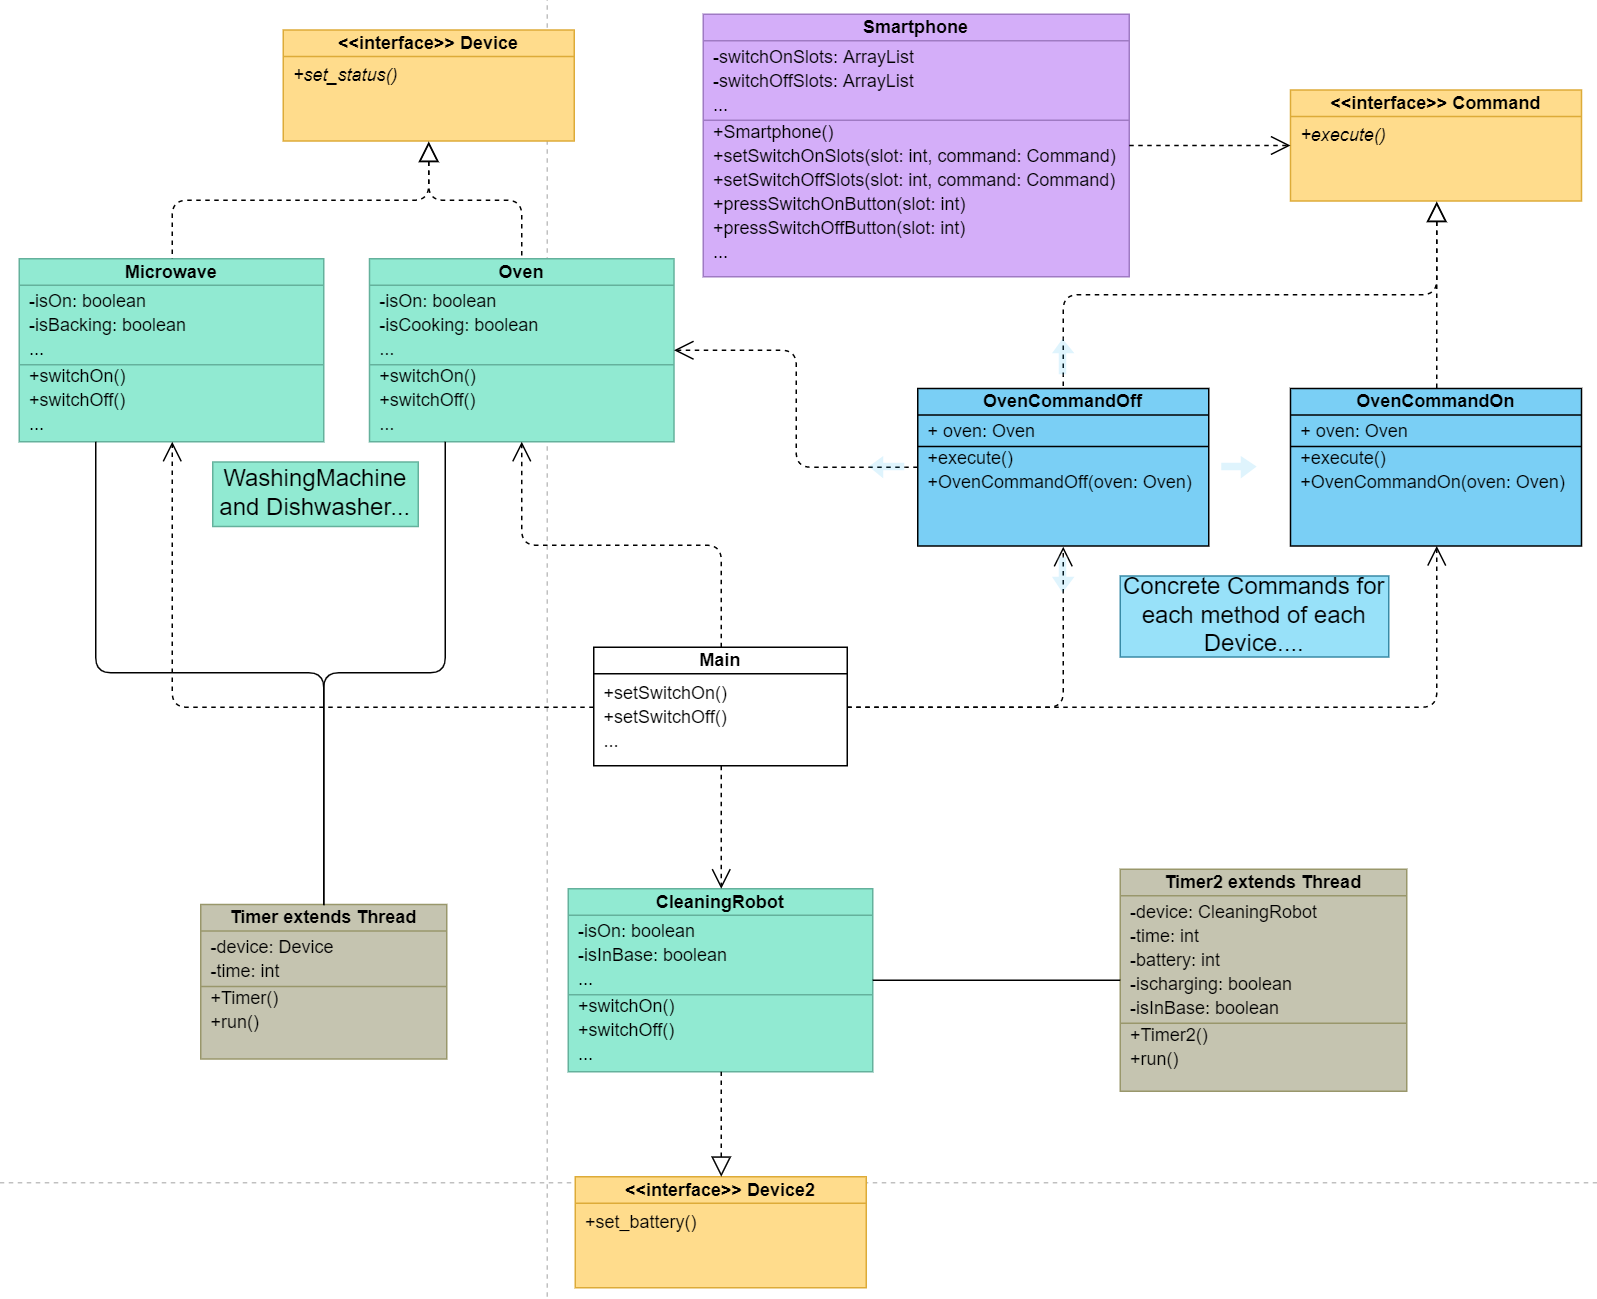 <<interface>> Device
+set_status()
Smartphone
-switchOnSlots: ArrayList
-switchOffSlots: ArrayList
...
+Smartphone()
+setSwitchOnSlots(slot: int, command: Command)
+setSwitchOffSlots(slot: int, command: Command)
+pressSwitchOnButton(slot: int)
+pressSwitchOffButton(slot: int)
...
<<interface>> Command
+execute()
Microwave
-isOn: boolean
-isBacking: boolean
...
+switchOn()
+switchOff()
...
Oven
-isOn: boolean
-isCooking: boolean
...
+switchOn()
+switchOff()
...
OvenCommandOff
+ oven: Oven
+execute()
+OvenCommandOff(oven: Oven)
OvenCommandOn
+ oven: Oven
+execute()
+OvenCommandOn(oven: Oven)
WashingMachine
and Dishwasher...
Concrete Commands for
each method of each
Device....
Main
+setSwitchOn()
+setSwitchOff()
...
Timer extends Thread
-device: Device
-time: int
+Timer()
+run()
CleaningRobot
-isOn: boolean
-isInBase: boolean
...
+switchOn()
+switchOff()
...
Timer2 extends Thread
-device: CleaningRobot
-time: int
-battery: int
-ischarging: boolean
-isInBase: boolean
+Timer2()
+run()
<<interface>> Device2
+set_battery()